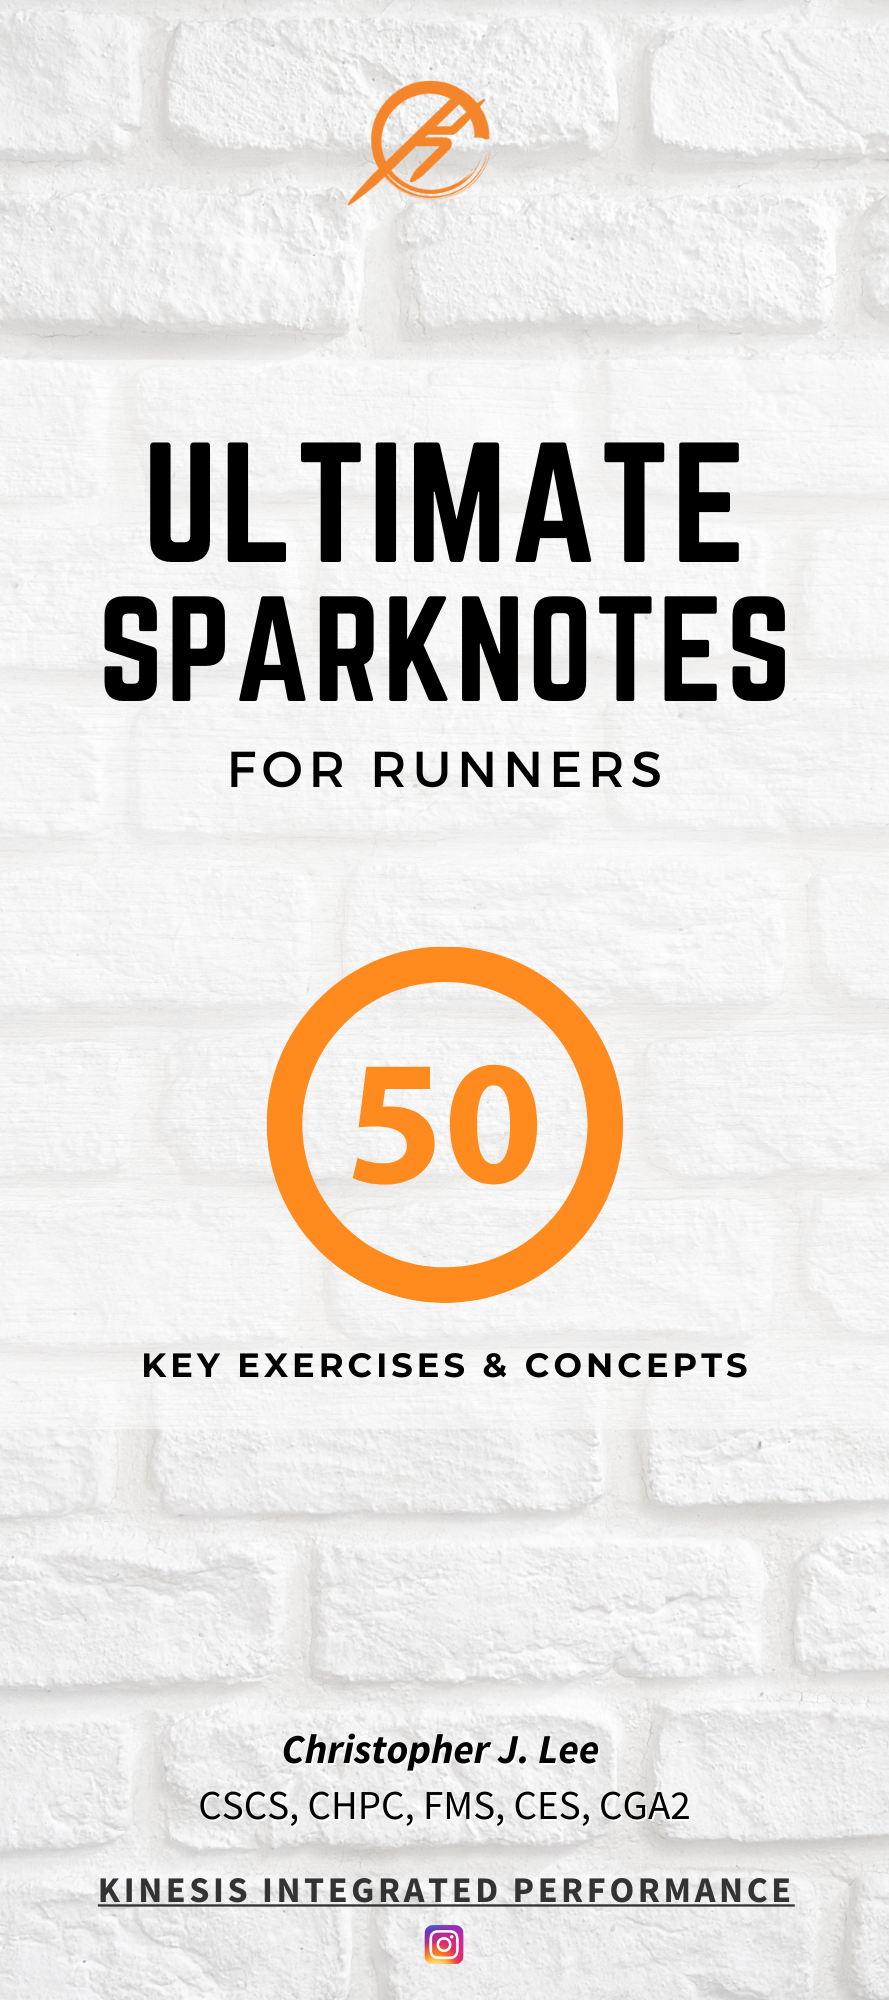 ULTIMATE
SPARKNOTES
FOR RUNNERS
50
KEY EXERCISES & CONCEPTS
Christopher J. Lee
CSCS, CHPC, FMS, CES, CGA2
KINESIS INTEGRATED PERFORMANCE